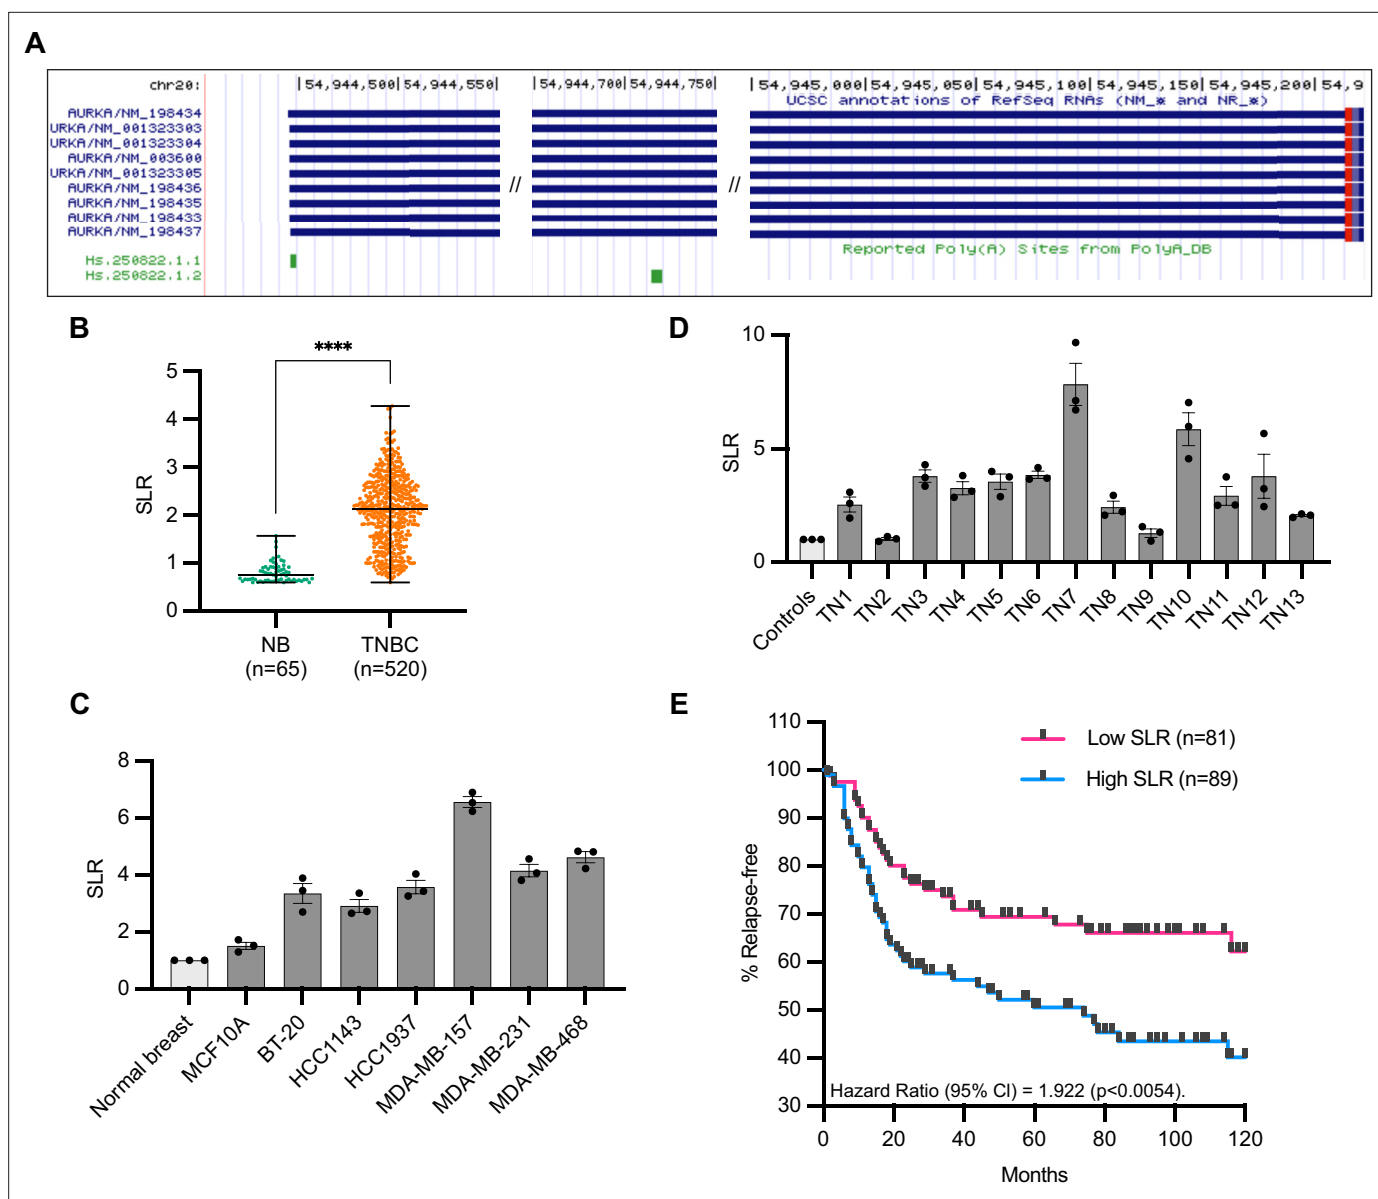 A
chr20: |54,944,500| 54,944,550| |54,944,700| 54,944,750| |54,945,000| 54,945,050| 54,945,100| 54,945,150| 54,945,200| 54,9
UCSC annotations of RefSeq RNAs (NM_* and NR_*)
AURKA/NM_198434
URKA/NM_001323303
URKA/NM_001323304
AURKA/NM_003600
URKA/NM_001323305
AURKA/NM_198436
AURKA/NM_198435
AURKA/NM_198433
AURKA/NM_198437
// //
Reported Poly(A) Sites from PolyA_DB
Hs.250822.1.1
Hs.250822.1.2
B
****
SLR
5
4
3
2
1
0
NB
(n=65)
TNBC
(n=520)
D
SLR
10
5
0
Controls
TN1
TN2
TN3
TN4
TN5
TN6
TN7
TN8
TN9
TN10
TN11
TN12
TN13
C
SLR
8
6
4
2
0
Normal breast
MCF10A
BT-20
HCC1143
HCC1937
MDA-MB-157
MDA-MB-231
MDA-MB-468
E
% Relapse-free
110
100
90
80
70
60
50
40
30
Low SLR (n=81)
High SLR (n=89)
Hazard Ratio (95% CI) = 1.922 (p<0.0054).
0 20 40 60 80 100 120
Months